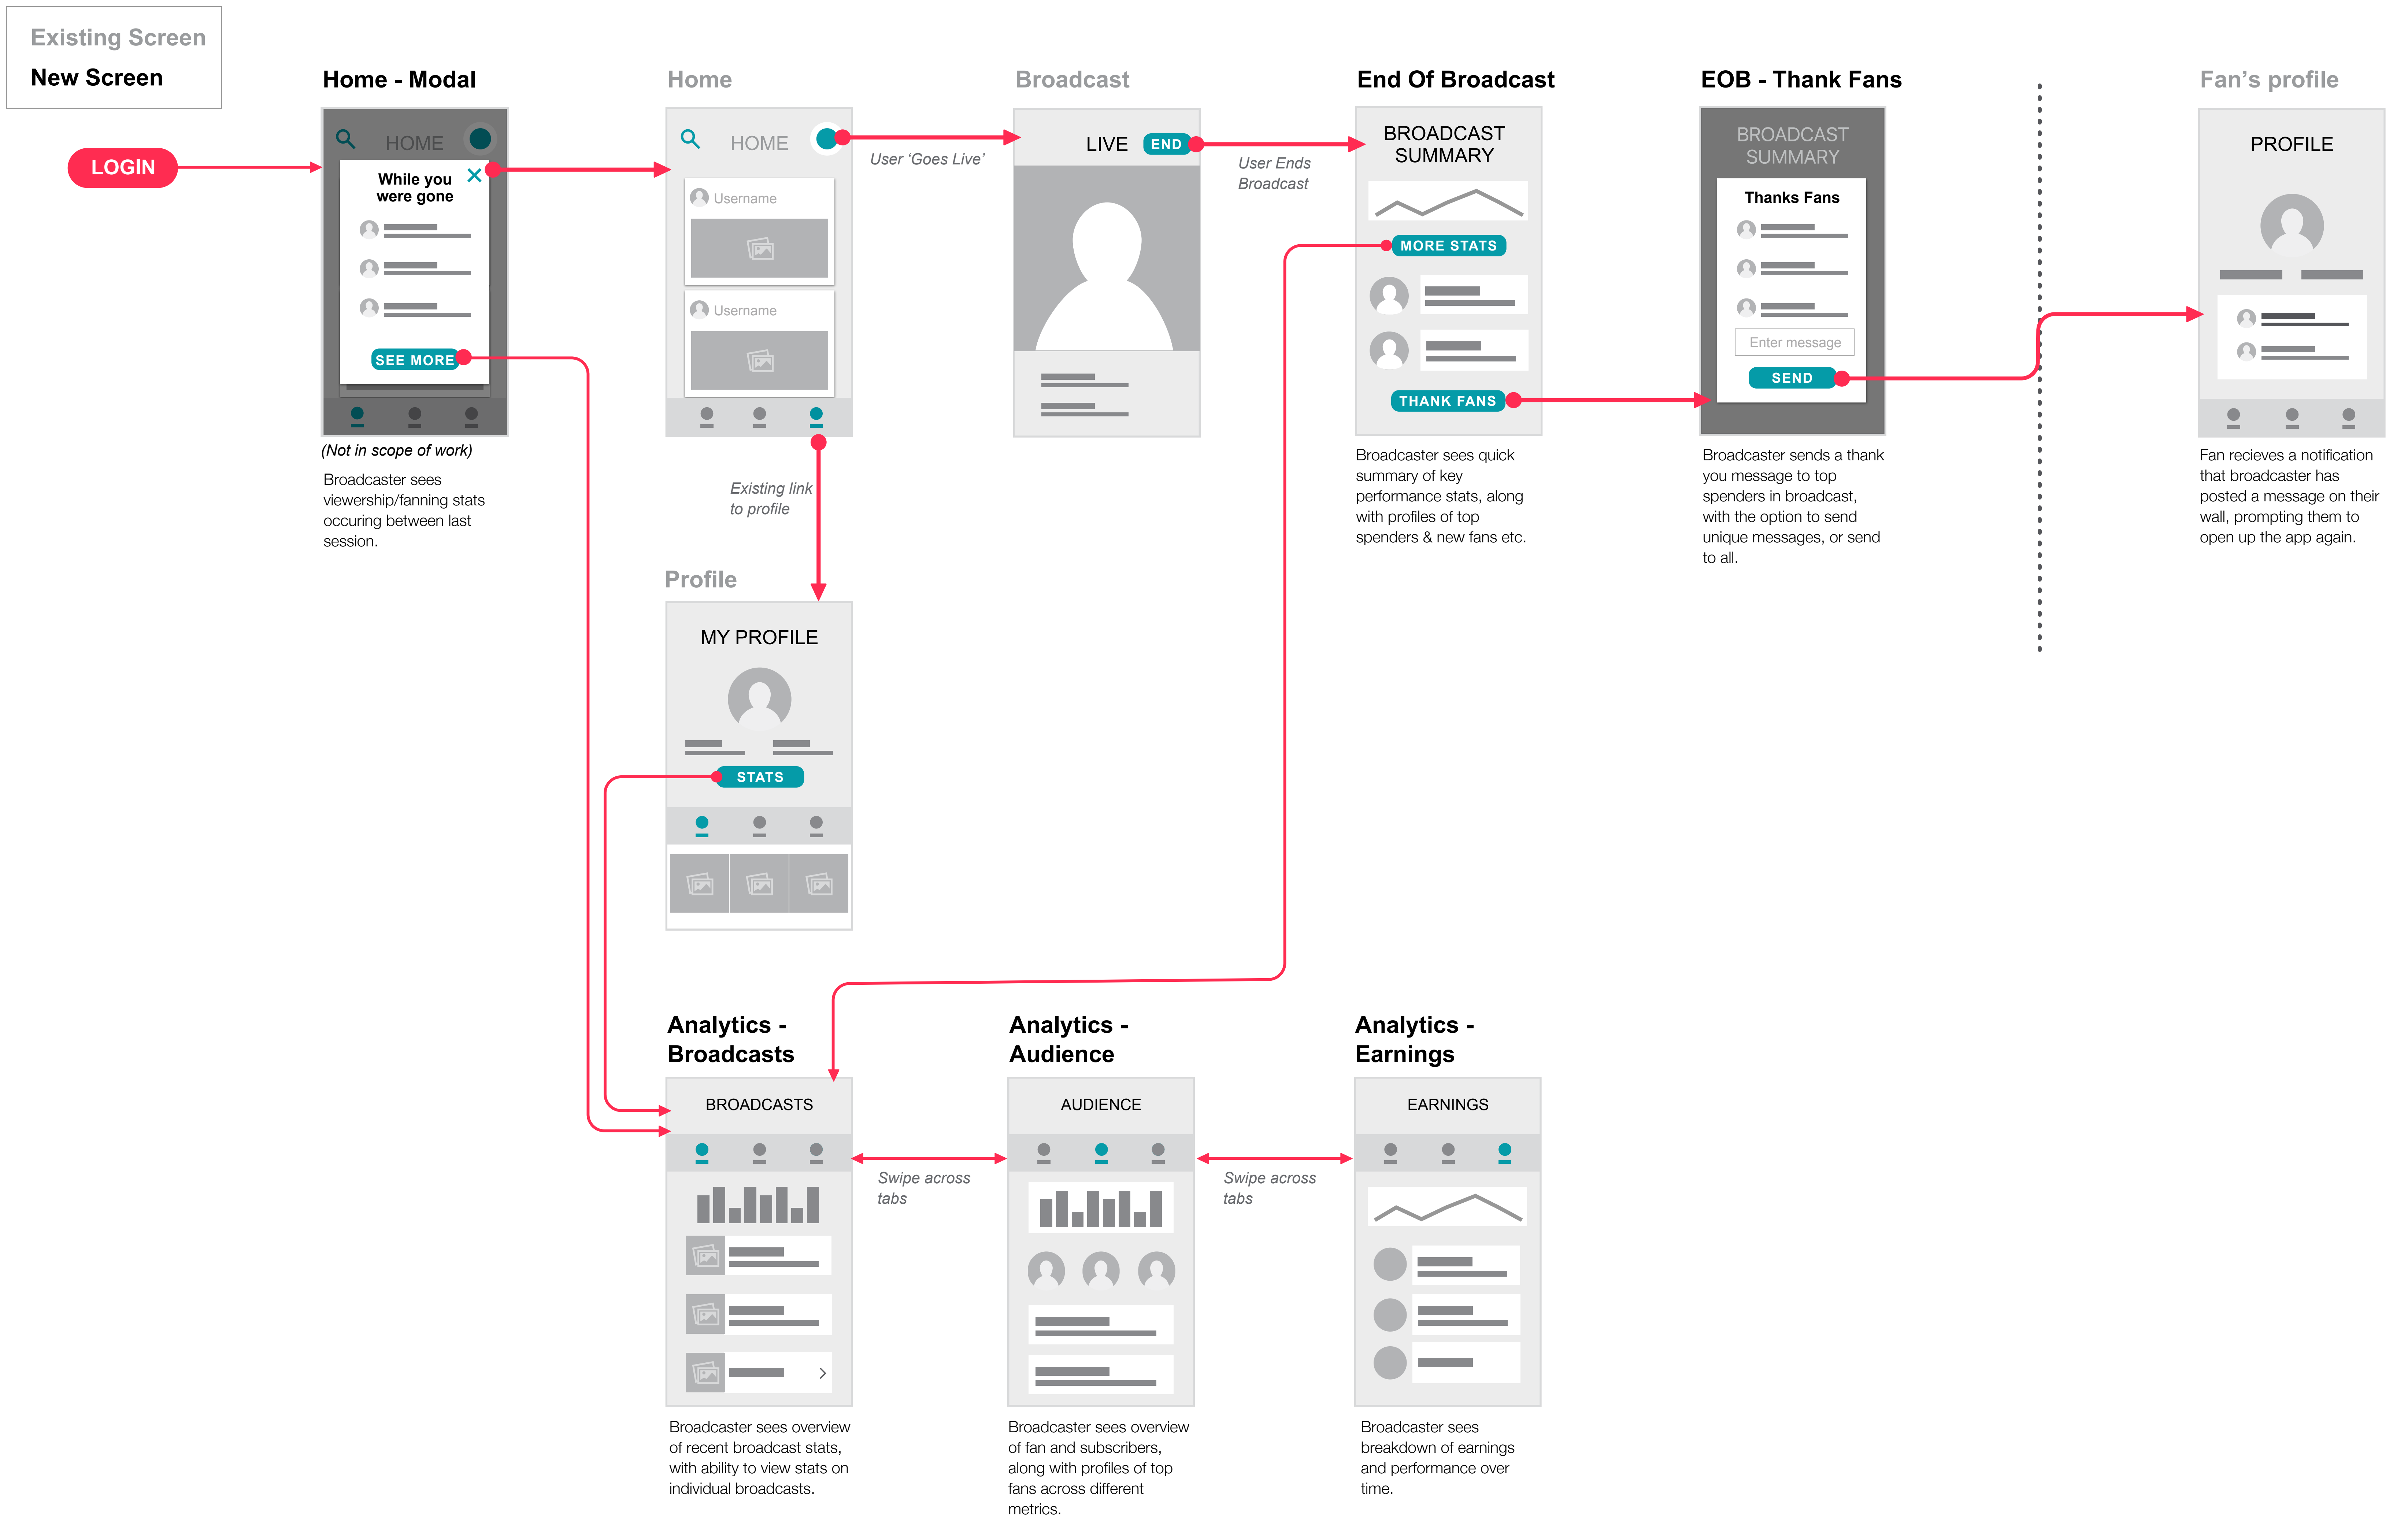 Existing Screen
New Screen
LOGIN
Home - Modal
HOME
While you
were gone
SEE MORE
(Not in scope of work)
Broadcaster sees
viewership/fanning stats
occuring between last
session.
Home
HOME
Username
Username
User ‘Goes Live’
Existing link
to profile
Broadcast
LIVE
END
User Ends
Broadcast
End Of Broadcast
BROADCAST
SUMMARY
MORE STATS
THANK FANS
Broadcaster sees quick
summary of key
performance stats, along
with profiles of top
spenders & new fans etc.
EOB - Thank Fans
BROADCAST
SUMMARY
Thanks Fans
Enter message
SEND
Broadcaster sends a thank
you message to top
spenders in broadcast,
with the option to send
unique messages, or send
to all.
Fan’s profile
PROFILE
Fan recieves a notification
that broadcaster has
posted a message on their
wall, prompting them to
open up the app again.
Profile
MY PROFILE
STATS
Analytics -
Broadcasts
BROADCASTS
Broadcaster sees overview
of recent broadcast stats,
with ability to view stats on
individual broadcasts.
Swipe across
tabs
Analytics -
Audience
AUDIENCE
Broadcaster sees overview
of fan and subscribers,
along with profiles of top
fans across different
metrics.
Swipe across
tabs
Analytics -
Earnings
EARNINGS
Broadcaster sees
breakdown of earnings
and performance over
time.